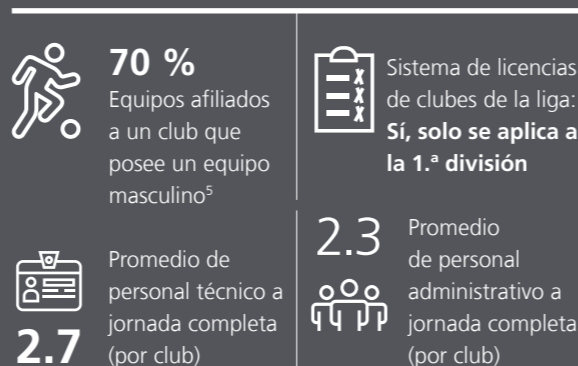 70 %
Equipos afiliados
a un club que
posee un equipo
masculino⁵
Sistema de licencias
de clubes de la liga:
Sí, solo se aplica a
la 1.ª división
2.7
Promedio de
personal técnico a
jornada completa
(por club)
2.3
Promedio
de personal
administrativo a
jornada completa
(por club)